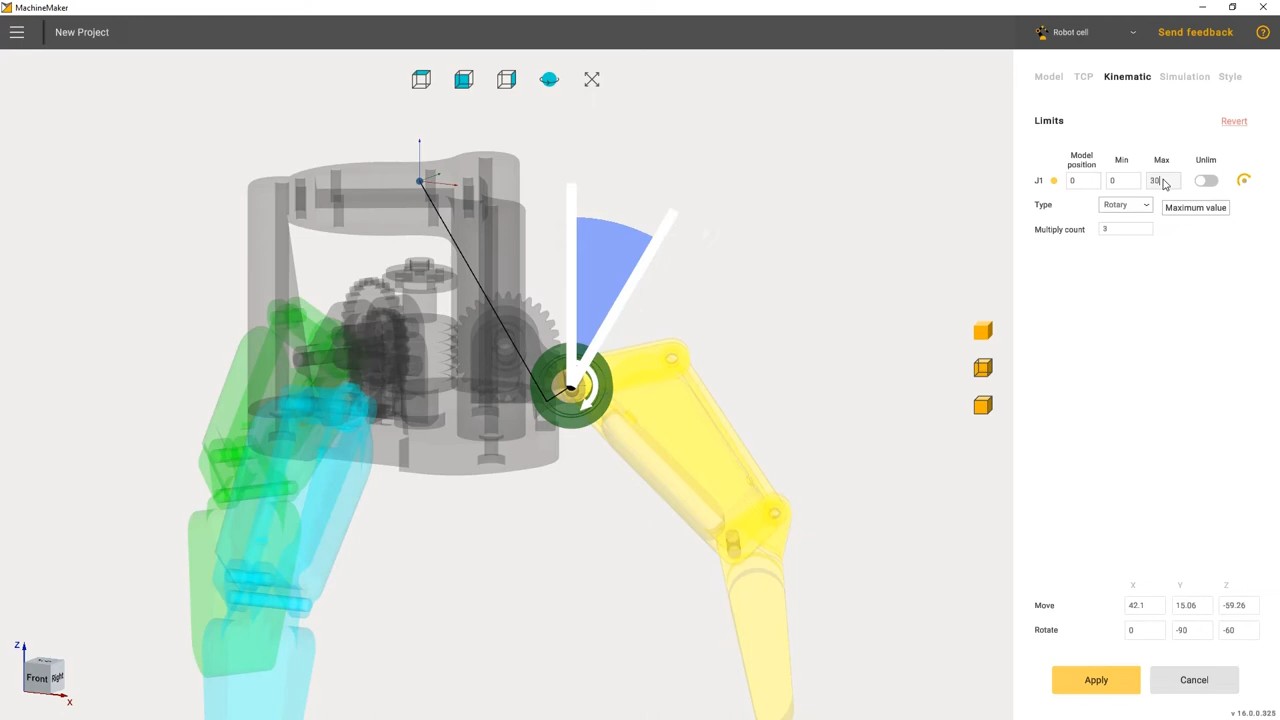 MachineMaker
New Project
Robot cell
Send feedback
?
Model TCP Kinematic Simulation Style
Limits
Revert
Model position Min Max Unlim
J1 0 0 30
Type Rotary
Maximum value
Multiply count 3
X Y Z
Move 42.1 15.06 -59.26
Rotate 0 -90 -60
Apply Cancel
Z
Front Right
X
v 16.0.0.325